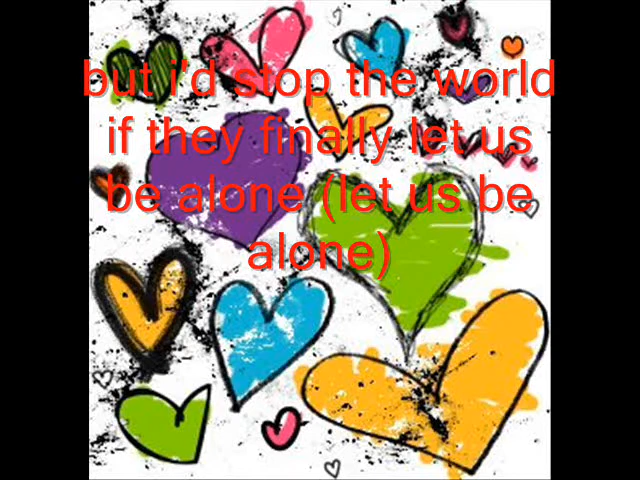 but i'd stop the world
if they finally let us
be alone (let us be
alone)